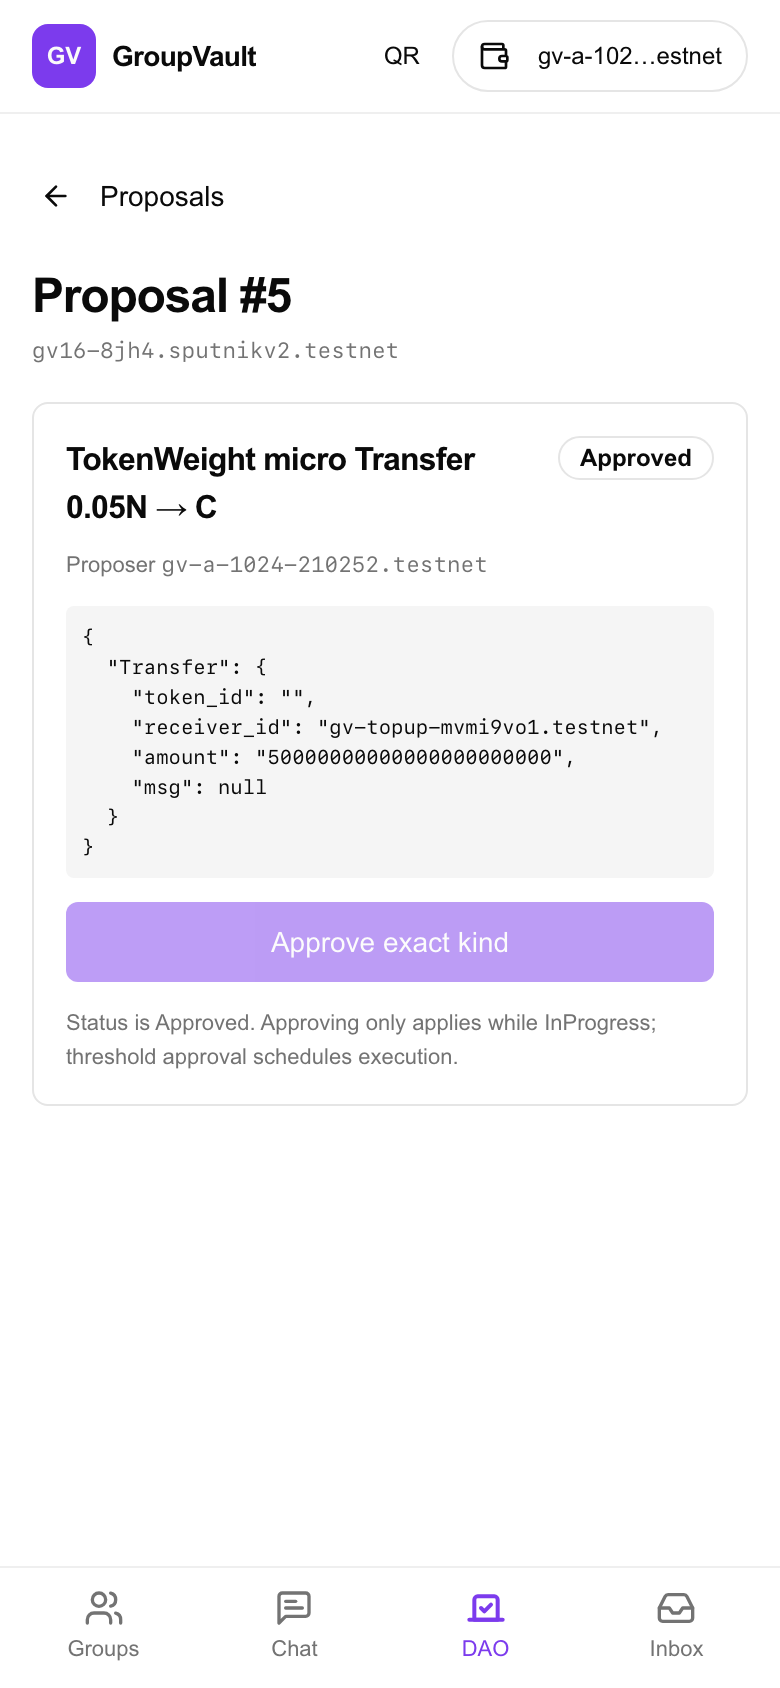 GV GroupVault QR gv-a-102...estnet
Proposals
Proposal #5
gv16-8jh4.sputnikv2.testnet
TokenWeight micro Transfer Approved
0.05N → C
Proposer gv-a-1024-210252.testnet
{
  "Transfer": {
    "token_id": "",
    "receiver_id": "gv-topup-mvmi9vo1.testnet",
    "amount": "50000000000000000000000",
    "msg": null
  }
}
Approve exact kind
Status is Approved. Approving only applies while InProgress;
threshold approval schedules execution.
Groups Chat DAO Inbox